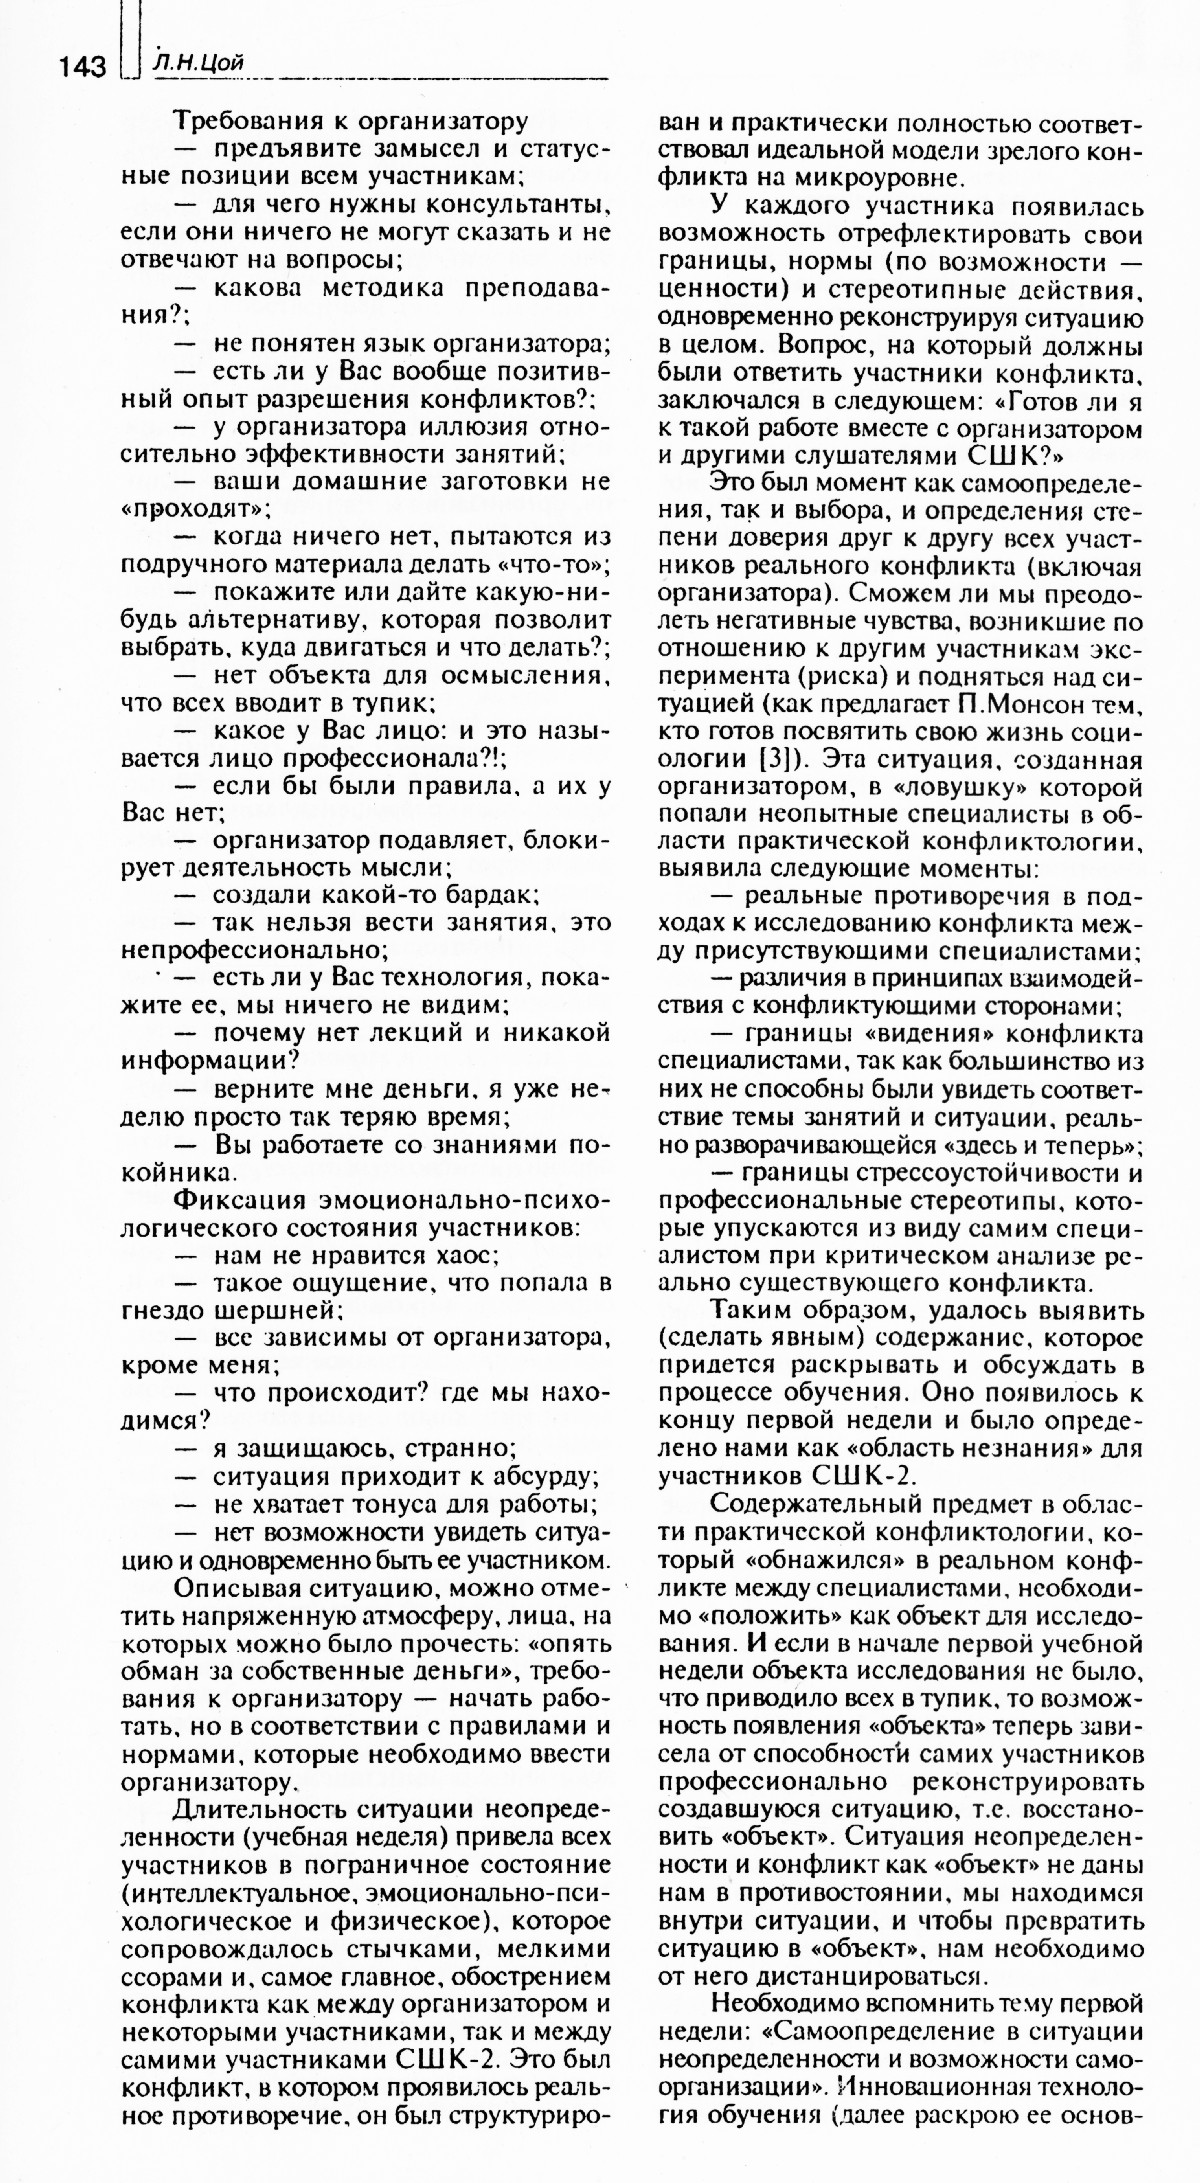 143
Л.Н.Цой
Требования к организатору
— предъявите замысел и статус-
ные позиции всем участникам;
— для чего нужны консультанты,
если они ничего не могут сказать и не
отвечают на вопросы;
— какова методика преподава-
ния?;
— не понятен язык организатора;
— есть ли у Вас вообще позитив-
ный опыт разрешения конфликтов?;
— у организатора иллюзия отно-
сительно эффективности занятий;
— ваши домашние заготовки не
«проходят»;
— когда ничего нет, пытаются из
подручного материала делать «что-то»;
— покажите или дайте какую-ни-
будь альтернативу, которая позволит
выбрать, куда двигаться и что делать?;
— нет объекта для осмысления,
что всех вводит в тупик;
— какое у Вас лицо: и это назы-
вается лицо профессионала?!;
— если бы были правила, а их у
Вас нет;
— организатор подавляет, блоки-
рует деятельность мысли;
— создали какой-то бардак;
— так нельзя вести занятия, это
непрофессионально;
— есть ли у Вас технология, пока-
жите ее, мы ничего не видим;
— почему нет лекций и никакой
информации?
— верните мне деньги, я уже не-
делю просто так теряю время;
— Вы работаете со знаниями по-
койника.
Фиксация эмоционально-психо-
логического состояния участников:
— нам не нравится хаос;
— такое ощущение, что попала в
гнездо шершней;
— все зависимы от организатора,
кроме меня;
— что происходит? где мы нахо-
димся?
— я защищаюсь, странно;
— ситуация приходит к абсурду;
— не хватает тонуса для работы;
— нет возможности увидеть ситуа-
цию и одновременно быть ее участником.
Описывая ситуацию, можно отме-
тить напряженную атмосферу, лица, на
которых можно было прочесть: «опять
обман за собственные деньги», требо-
вания к организатору — начать рабо-
тать, но в соответствии с правилами и
нормами, которые необходимо ввести
организатору.
Длительность ситуации неопреде-
ленности (учебная неделя) привела всех
участников в пограничное состояние
(интеллектуальное, эмоционально-пси-
хологическое и физическое), которое
сопровождалось стычками, мелкими
ссорами и, самое главное, обострением
конфликта как между организатором и
некоторыми участниками, так и между
самими участниками СШК-2. Это был
конфликт, в котором проявилось реаль-
ное противоречие, он был структуриро-
ван и практически полностью соответ-
ствовал идеальной модели зрелого кон-
фликта на микроуровне.
У каждого участника появилась
возможность отрефлектировать свои
границы, нормы (по возможности —
ценности) и стереотипные действия,
одновременно реконструируя ситуацию
в целом. Вопрос, на который должны
были ответить участники конфликта,
заключался в следующем: «Готов ли я
к такой работе вместе с организатором
и другими слушателями СШК?»
Это был момент как самоопределе-
ния, так и выбора, и определения сте-
пени доверия друг к другу всех участ-
ников реального конфликта (включая
организатора). Сможем ли мы преодо-
леть негативные чувства, возникшие по
отношению к другим участникам экс-
перимента (риска) и подняться над си-
туацией (как предлагает П.Монсон тем,
кто готов посвятить свою жизнь соци-
ологии [3]). Эта ситуация, созданная
организатором, в «ловушку» которой
попали неопытные специалисты в об-
ласти практической конфликтологии,
выявила следующие моменты:
— реальные противоречия в под-
ходах к исследованию конфликта меж-
ду присутствующими специалистами;
— различия в принципах взаимодей-
ствия с конфликтующими сторонами;
— границы «видения» конфликта
специалистами, так как большинство из
них не способны были увидеть соответ-
ствие темы занятий и ситуации, реаль-
но разворачивающейся «здесь и теперь»;
— границы стрессоустойчивости и
профессиональные стереотипы, кото-
рые упускаются из виду самим специ-
алистом при критическом анализе ре-
ально существующего конфликта.
Таким образом, удалось выявить
(сделать явным) содержание, которое
придется раскрывать и обсуждать в
процессе обучения. Оно появилось к
концу первой недели и было опреде-
лено нами как «область незнания» для
участников СШК-2.
Содержательный предмет в облас-
ти практической конфликтологии, ко-
торый «обнажился» в реальном конф-
ликте между специалистами, необходи-
мо «положить» как объект для исследо-
вания. И если в начале первой учебной
недели объекта исследования не было,
что приводило всех в тупик, то возмож-
ность появления «объекта» теперь зави-
села от способности самих участников
профессионально реконструировать
создавшуюся ситуацию, т.е. восстано-
вить «объект». Ситуация неопределен-
ности и конфликт как «объект» не даны
нам в противостоянии, мы находимся
внутри ситуации, и чтобы превратить
ситуацию в «объект», нам необходимо
от него дистанцироваться.
Необходимо вспомнить тему первой
недели: «Самоопределение в ситуации
неопределенности и возможности само-
организации». Инновационная техноло-
гия обучения (далее раскрою ее основ-